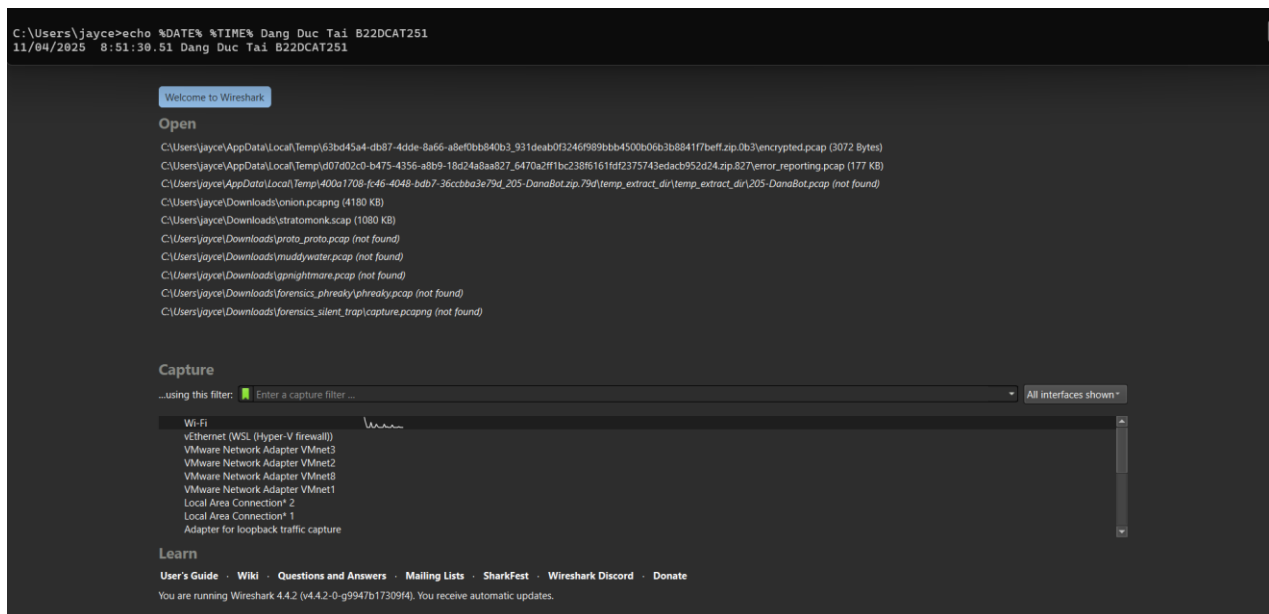 C:\Users\jayce>echo %DATE% %TIME% Dang Duc Tai B22DCAT251
11/04/2025  8:51:30.51 Dang Duc Tai B22DCAT251
Welcome to Wireshark
Open
C:\Users\jayce\AppData\Local\Temp\63bd45a4-db87-4dde-8a66-a8ef0bb840b3_931deab0f3246f989bbb4500b06b3b8841f7beff.zip.0b3\encrypted.pcap (3072 Bytes)
C:\Users\jayce\AppData\Local\Temp\d07d02c0-b475-4356-a8b9-18d24a8aa827_6470a2ff1bc238f6161fdf2375743edacb952d24.zip.827\error_reporting.pcap (177 KB)
C:\Users\jayce\AppData\Local\Temp\400a1708-fc46-4048-bdb7-36ccbba3e79d_205-DanaBot.zip.79d\temp_extract_dir\temp_extract_dir\205-DanaBot.pcap (not found)
C:\Users\jayce\Downloads\onion.pcapng (4180 KB)
C:\Users\jayce\Downloads\stratomonk.scap (1080 KB)
C:\Users\jayce\Downloads\proto_proto.pcap (not found)
C:\Users\jayce\Downloads\muddywater.pcap (not found)
C:\Users\jayce\Downloads\gpnightmare.pcap (not found)
C:\Users\jayce\Downloads\forensics_phreaky\phreaky.pcap (not found)
C:\Users\jayce\Downloads\forensics_silent_trap\capture.pcapng (not found)
Capture
...using this filter: Enter a capture filter ... All interfaces shown
Wi-Fi
vEthernet (WSL (Hyper-V firewall))
VMware Network Adapter VMnet3
VMware Network Adapter VMnet2
VMware Network Adapter VMnet8
VMware Network Adapter VMnet1
Local Area Connection* 2
Local Area Connection* 1
Adapter for loopback traffic capture
Learn
User's Guide · Wiki · Questions and Answers · Mailing Lists · SharkFest · Wireshark Discord · Donate
You are running Wireshark 4.4.2 (v4.4.2-0-g9947b17309f4). You receive automatic updates.